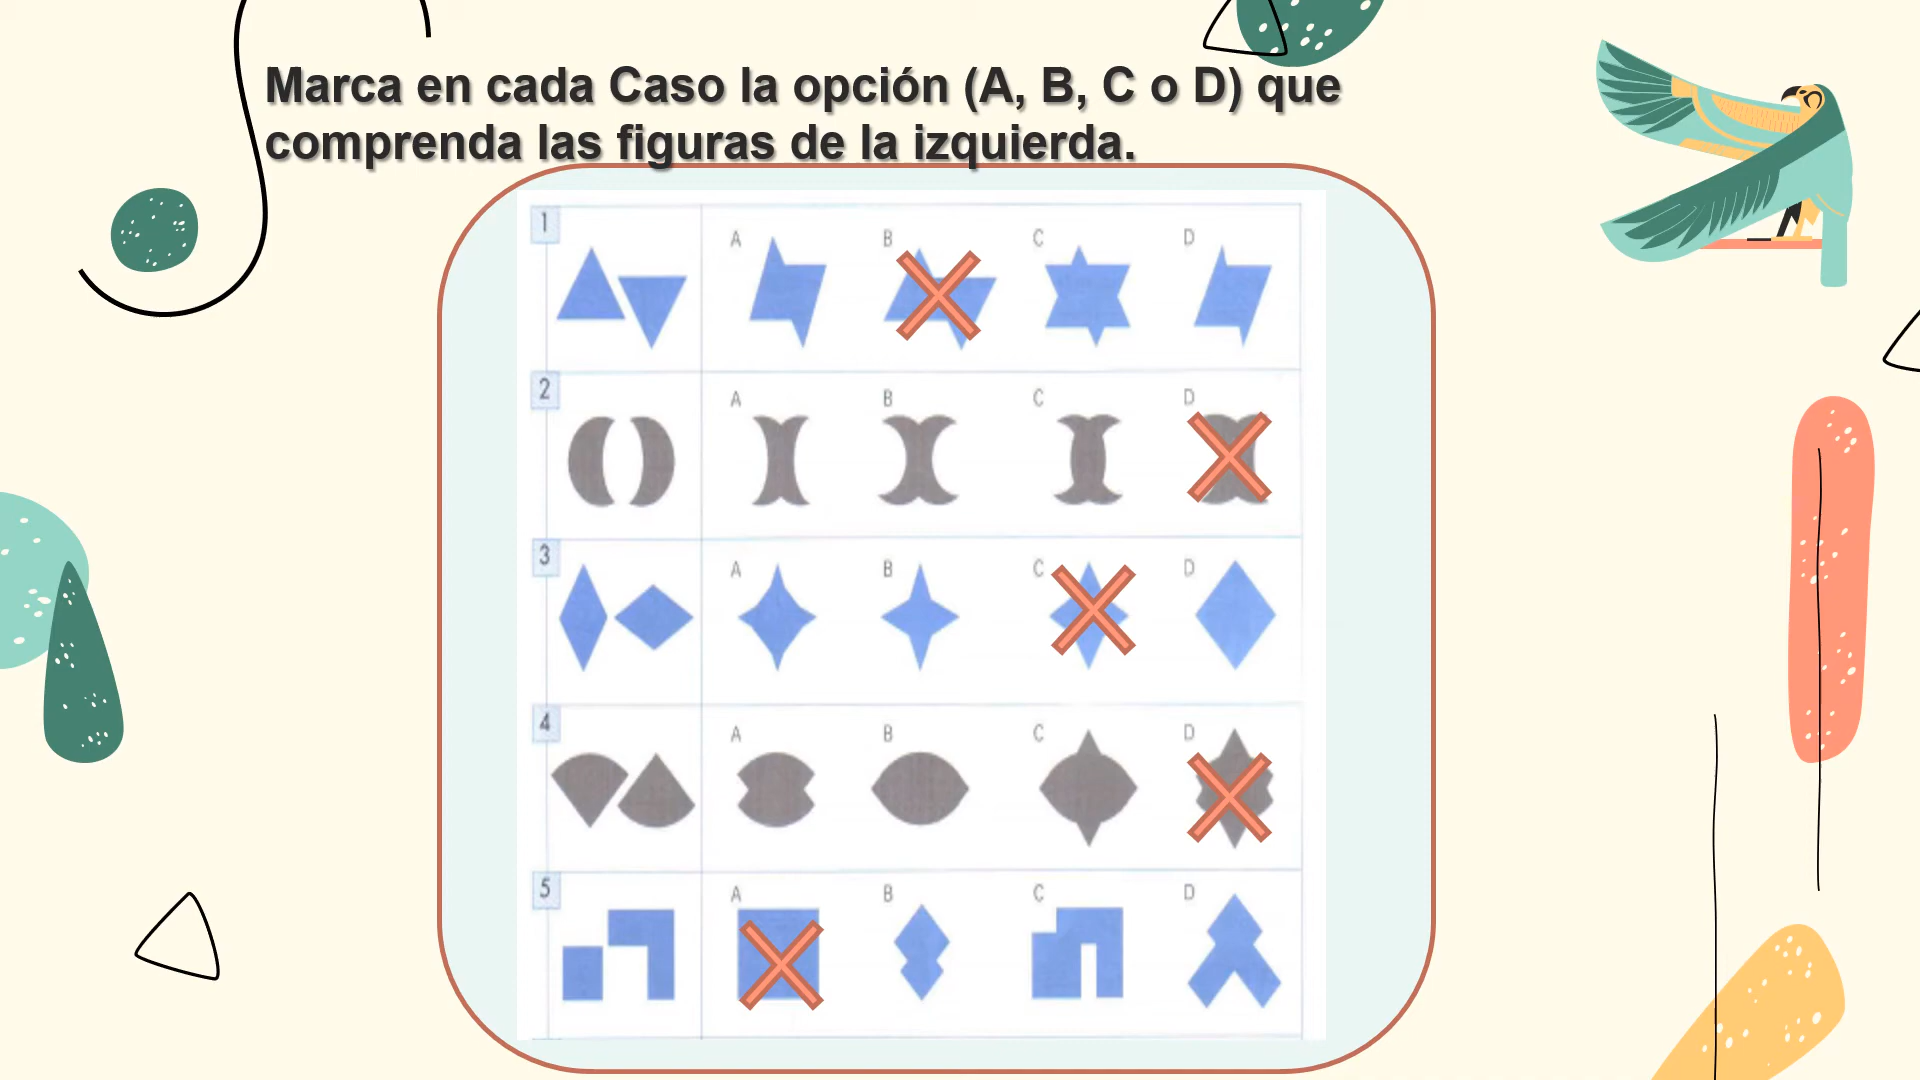 Marca en cada Caso la opción (A, B, C o D) que
comprenda las figuras de la izquierda.
1
A B C D
2
A B C D
3
A B C D
4
A B C D
5
A B C D